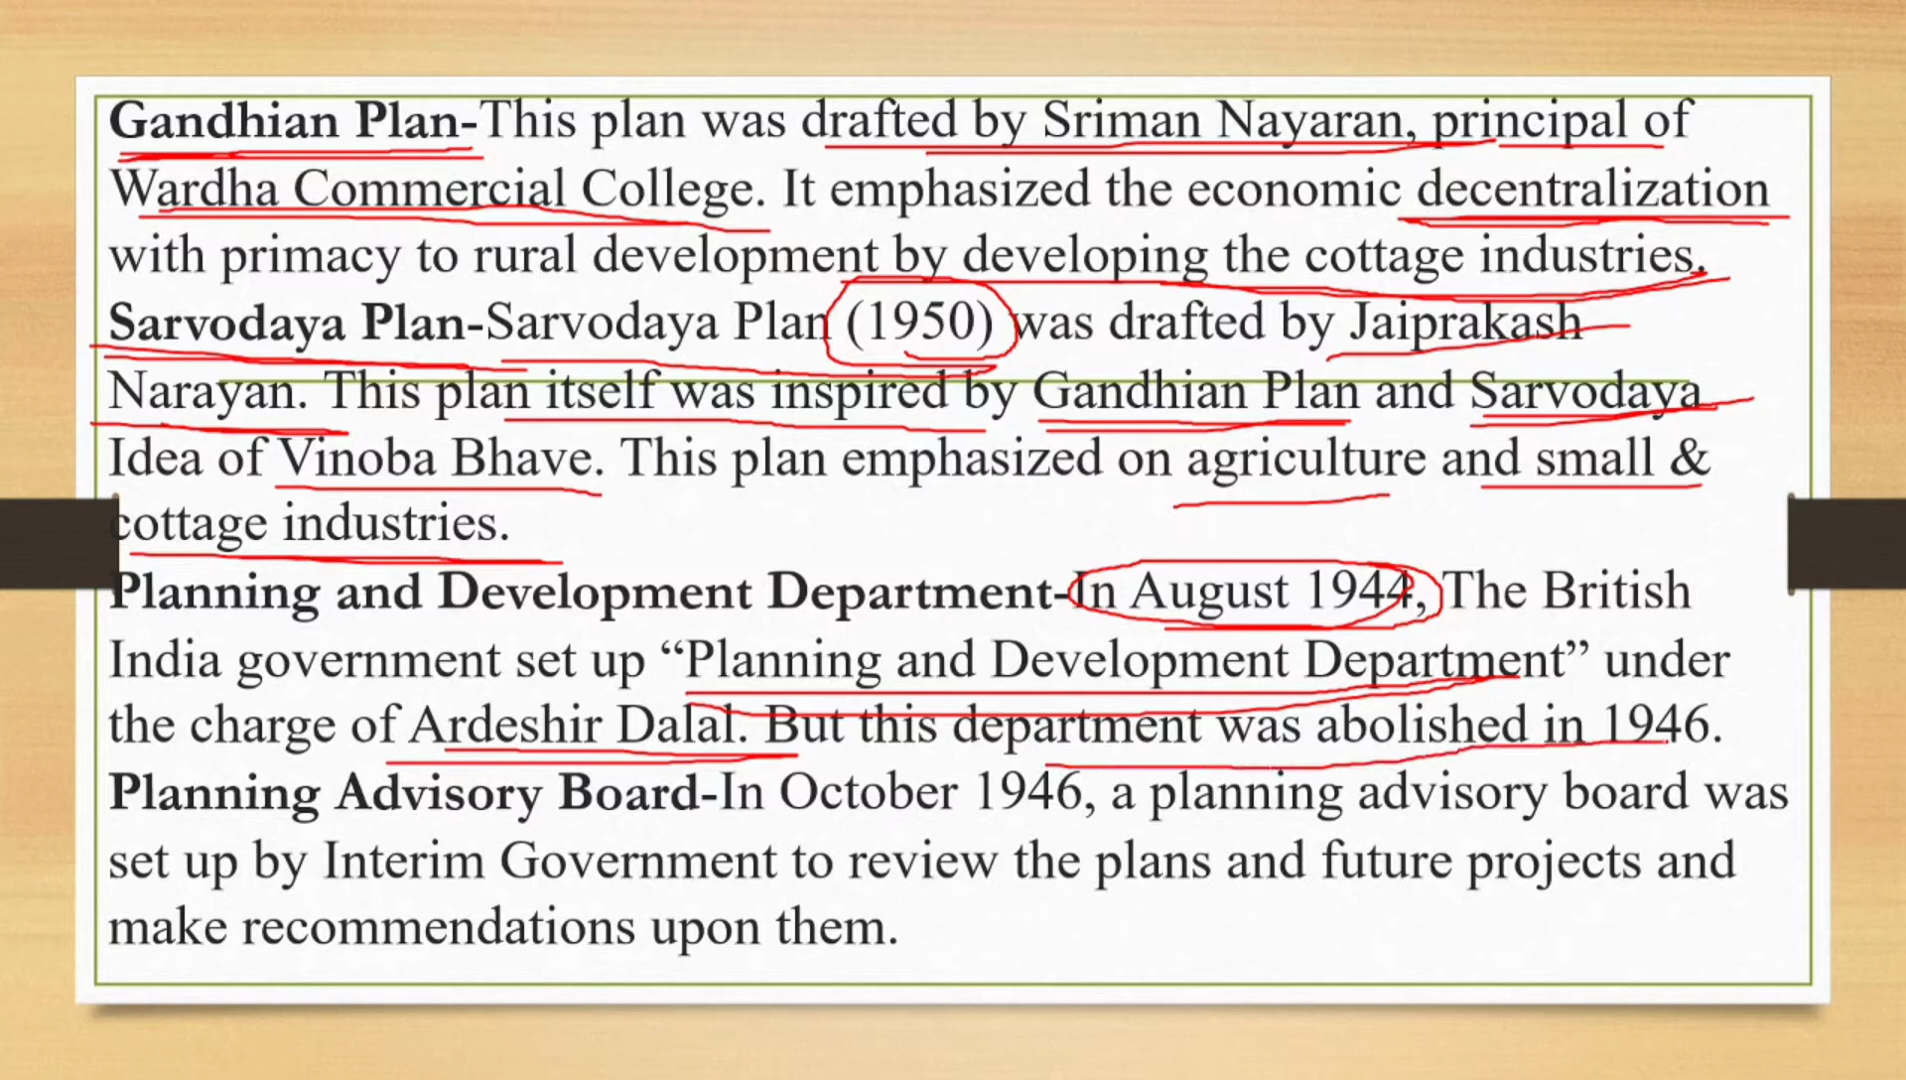 Gandhian Plan-This plan was drafted by Sriman Nayaran, principal of
Wardha Commercial College. It emphasized the economic decentralization
with primacy to rural development by developing the cottage industries.
Sarvodaya Plan-Sarvodaya Plan (1950) was drafted by Jaiprakash
Narayan. This plan itself was inspired by Gandhian Plan and Sarvodaya
Idea of Vinoba Bhave. This plan emphasized on agriculture and small &
cottage industries.
Planning and Development Department-In August 1944, The British
India government set up “Planning and Development Department” under
the charge of Ardeshir Dalal. But this department was abolished in 1946.
Planning Advisory Board-In October 1946, a planning advisory board was
set up by Interim Government to review the plans and future projects and
make recommendations upon them.